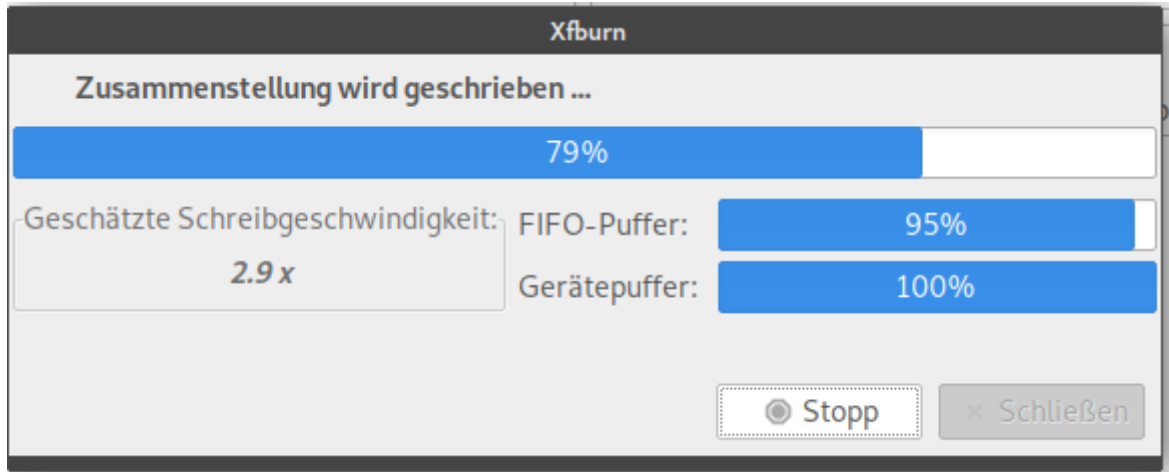 Xfburn
Zusammenstellung wird geschrieben ...
79%
Geschätzte Schreibgeschwindigkeit:
2.9 x
FIFO-Puffer:
95%
Gerätepuffer:
100%
Stopp
Schließen